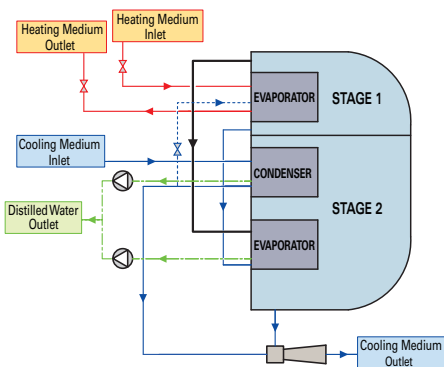 Heating Medium
Inlet
Heating Medium
Outlet
EVAPORATOR
STAGE 1
Cooling Medium
Inlet
CONDENSER
STAGE 2
Distilled Water
Outlet
EVAPORATOR
Cooling Medium
Outlet